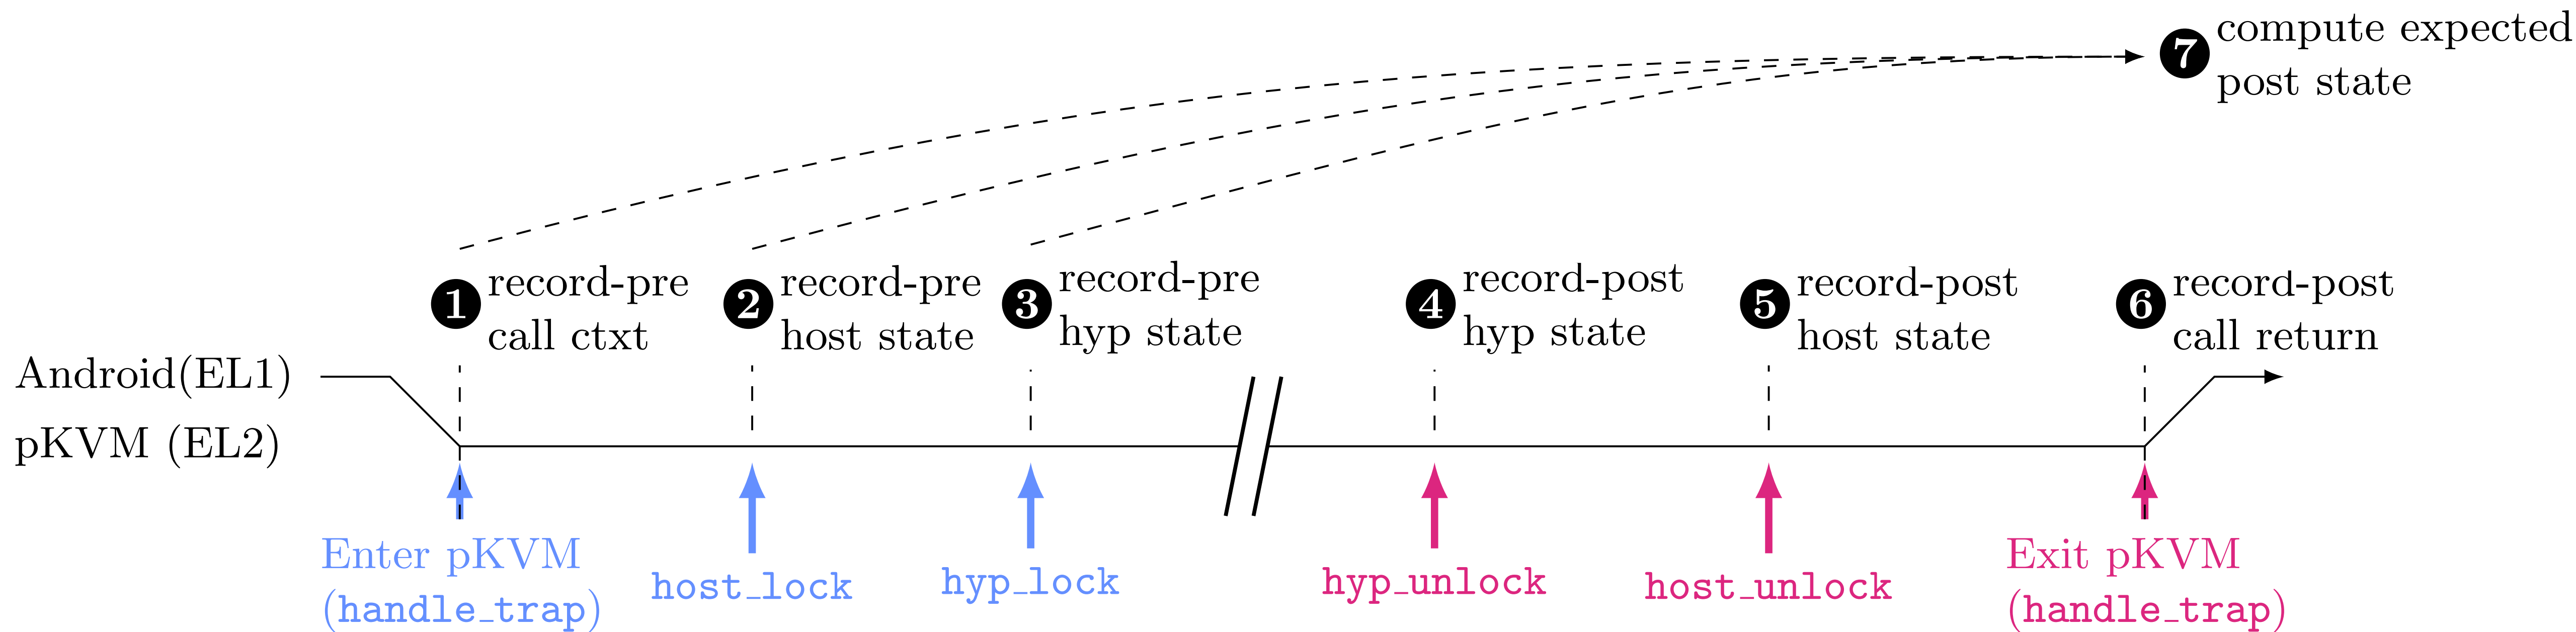 7 compute expected
post state
1 record-pre
call ctxt
2 record-pre
host state
3 record-pre
hyp state
4 record-post
hyp state
5 record-post
host state
6 record-post
call return
Android(EL1)
pKVM (EL2)
Enter pKVM
(handle_trap)
host_lock
hyp_lock
hyp_unlock
host_unlock
Exit pKVM
(handle_trap)